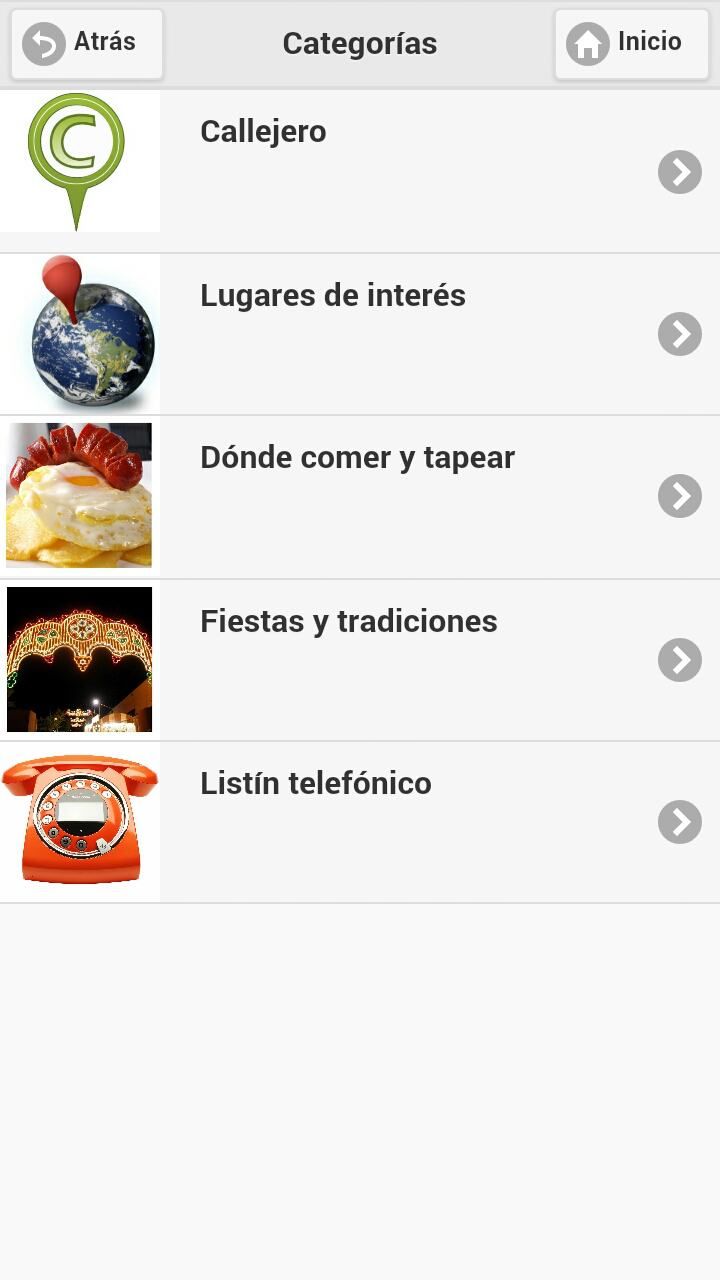 Atrás
Categorías
Inicio
C
Callejero
Lugares de interés
Dónde comer y tapear
Fiestas y tradiciones
Listín telefónico